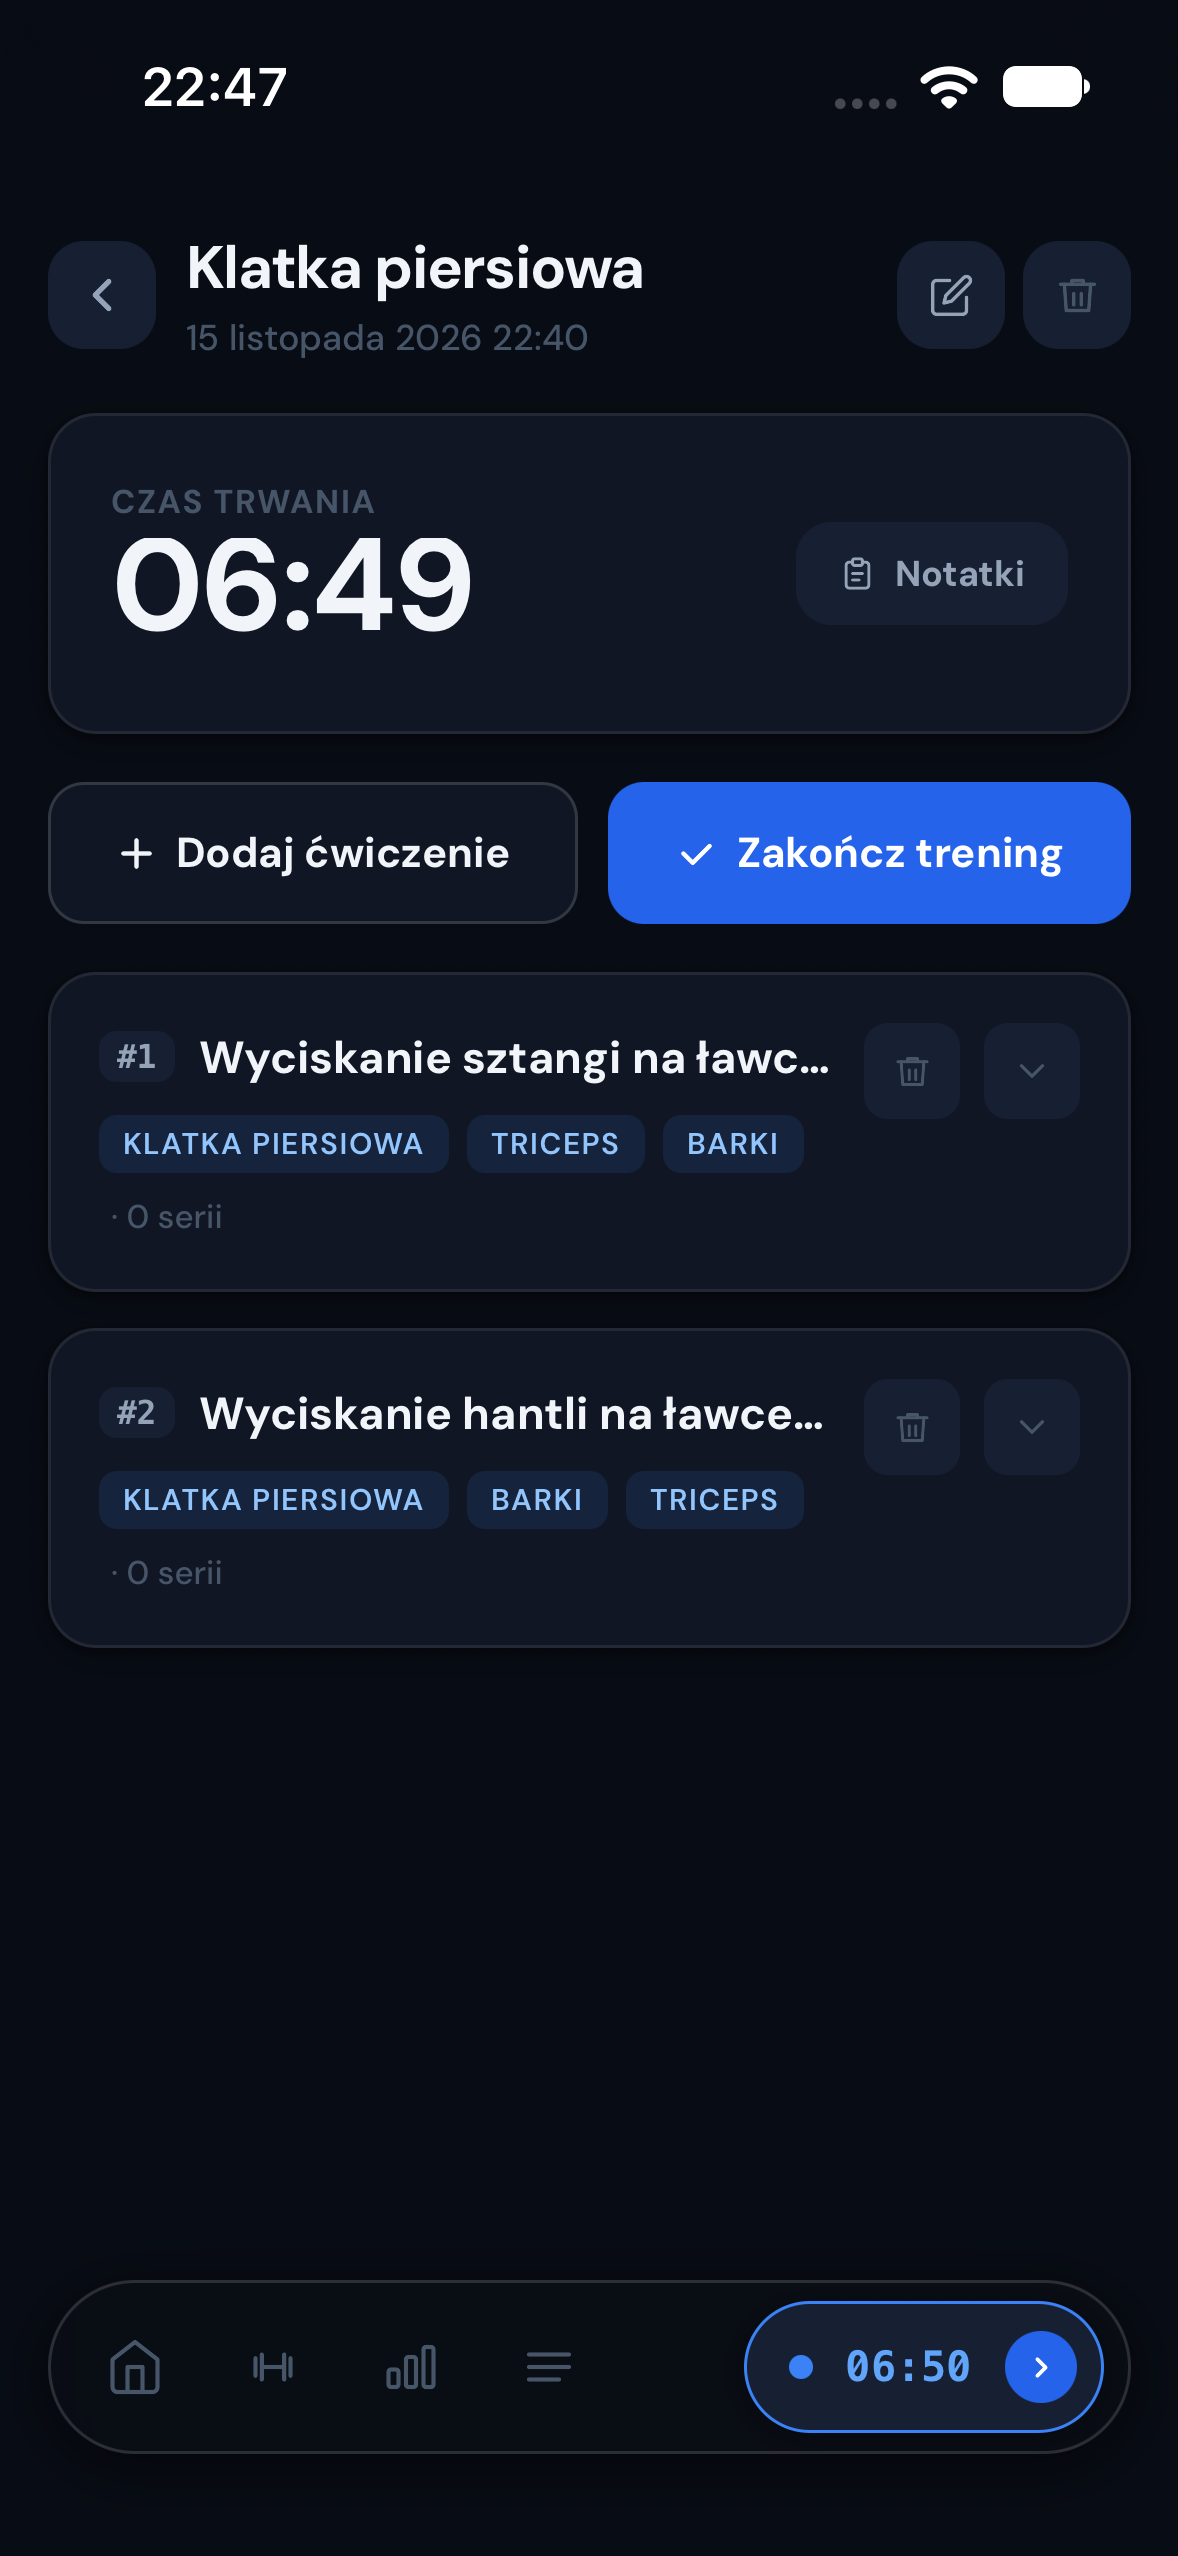 22:47
Klatka piersiowa
15 listopada 2026 22:40
CZAS TRWANIA
06:49
Notatki
Dodaj ćwiczenie
Zakończ trening
#1 Wyciskanie sztangi na ławc...
KLATKA PIERSIOWA TRICEPS BARKI
· 0 serii
#2 Wyciskanie hantli na ławce...
KLATKA PIERSIOWA BARKI TRICEPS
· 0 serii
06:50